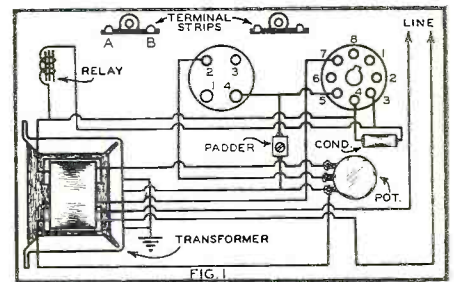 TERMINAL STRIPS
A B
LINE
RELAY
2 3
1 4
8
7 1
6 2
5 4 3
PADDER
COND.
POT.
TRANSFORMER
FIG. 1